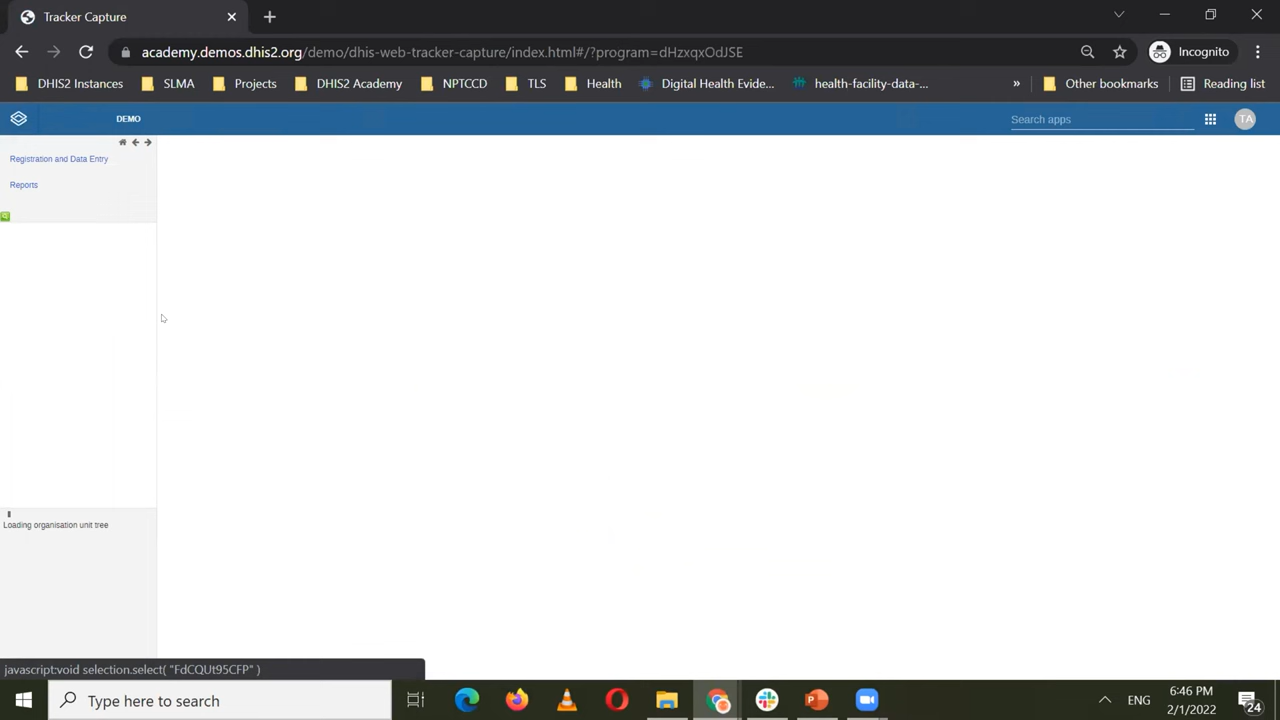 Tracker Capture
academy.demos.dhis2.org/demo/dhis-web-tracker-capture/index.html#/?program=dHzxqxOdJSE
Incognito
DHIS2 Instances
SLMA
Projects
DHIS2 Academy
NPTCCD
TLS
Health
Digital Health Evide...
health-facility-data-...
»
Other bookmarks
Reading list
DEMO
Search apps
TA
Registration and Data Entry
Reports
Loading organisation unit tree
javascript:void selection.select( "FdCQUt95CFP" )
Type here to search
ENG
6:46 PM
2/1/2022
24